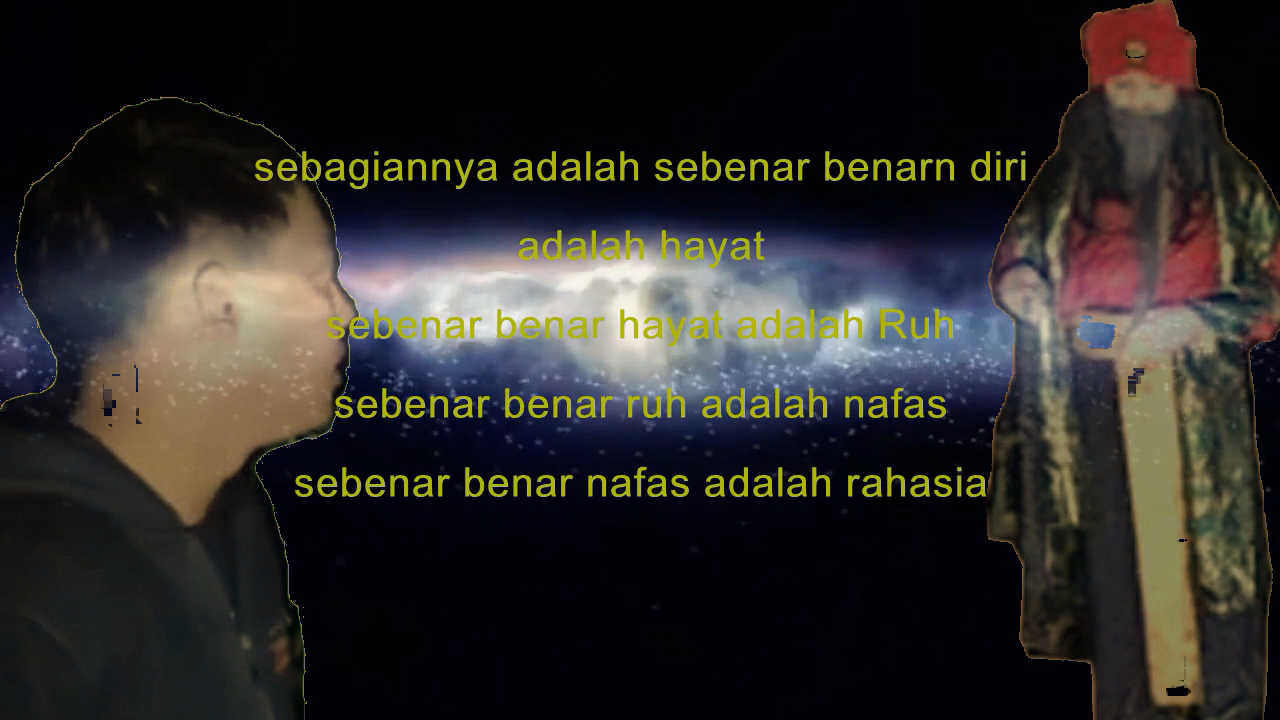 sebagiannya adalah sebenar benarn diri
adalah hayat
sebenar benar hayat adalah Ruh
sebenar benar ruh adalah nafas
sebenar benar nafas adalah rahasia